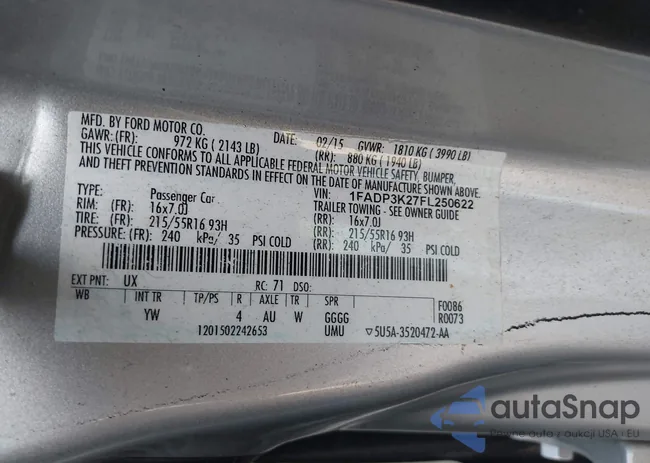 MFD. BY FORD MOTOR CO.
DATE: 02/15 GVWR: 1810 KG ( 3990 LB)
GAWR: (FR): 972 KG ( 2143 LB) (RR): 880 KG ( 1940 LB)
THIS VEHICLE CONFORMS TO ALL APPLICABLE FEDERAL MOTOR VEHICLE SAFETY, BUMPER,
AND THEFT PREVENTION STANDARDS IN EFFECT ON THE DATE OF MANUFACTURE SHOWN ABOVE.
VIN: 1FADP3K27FL250622
TYPE: Passenger Car TRAILER TOWING - SEE OWNER GUIDE
RIM: (FR): 16x7.0J (RR): 16x7.0J
TIRE: (FR): 215/55R16 93H (RR): 215/55R16 93H
PRESSURE: (FR): 240 kPa/ 35 PSI COLD (RR): 240 kPa/ 35 PSI COLD
EXT PNT: UX RC: 71 DSO:
WB INT TR TP/PS R AXLE TR SPR F0086
YW 4 AU W GGGG R0073
1201502242653 UMU 5U5A-3520472-AA
autaSnap
Pewne auto z aukcji USA i EU